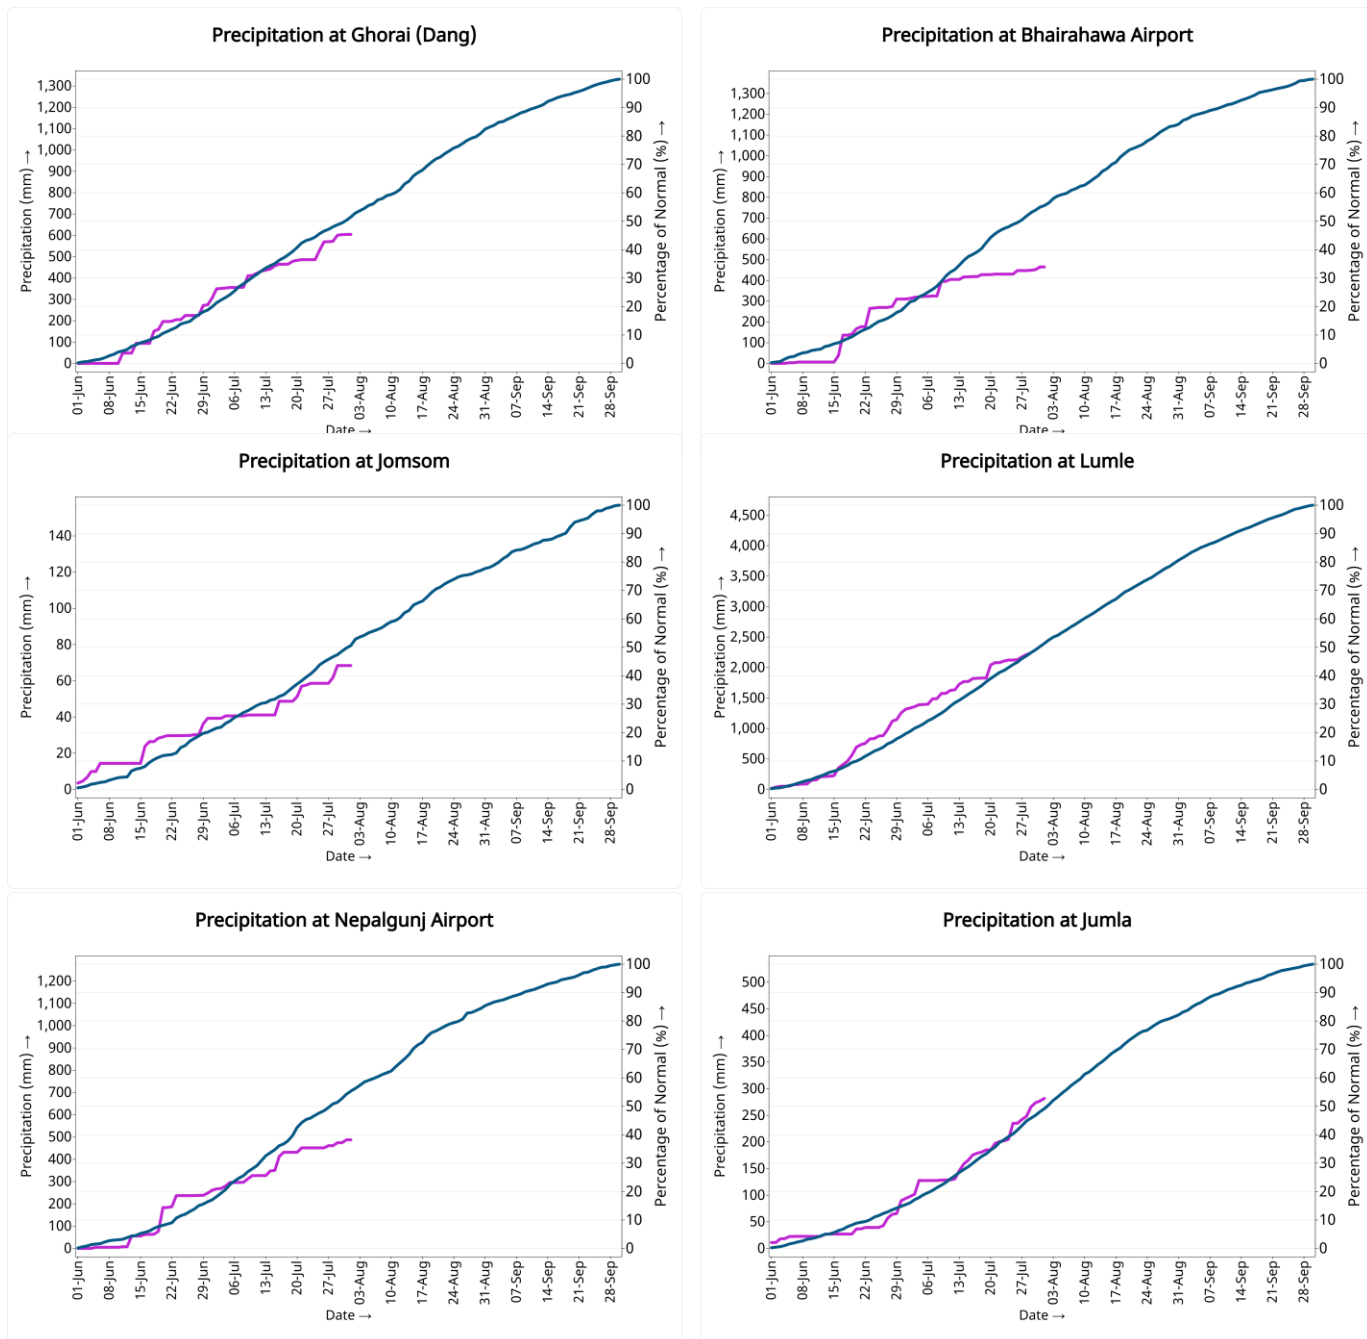 Precipitation at Ghorai (Dang)
Precipitation (mm) →
1,300
1,200
1,100
1,000
900
800
700
600
500
400
300
200
100
0
100
90
80
70
60
50
40
30
20
10
0
Percentage of Normal (%) →
01-Jun
08-Jun
15-Jun
22-Jun
29-Jun
06-Jul
13-Jul
20-Jul
27-Jul
03-Aug
10-Aug
17-Aug
24-Aug
31-Aug
07-Sep
14-Sep
21-Sep
28-Sep
Date →
Precipitation at Bhairahawa Airport
Precipitation (mm) →
1,300
1,200
1,100
1,000
900
800
700
600
500
400
300
200
100
0
100
90
80
70
60
50
40
30
20
10
0
Percentage of Normal (%) →
01-Jun
08-Jun
15-Jun
22-Jun
29-Jun
06-Jul
13-Jul
20-Jul
27-Jul
03-Aug
10-Aug
17-Aug
24-Aug
31-Aug
07-Sep
14-Sep
21-Sep
28-Sep
Date →
Precipitation at Jomsom
Precipitation (mm) →
140
120
100
80
60
40
20
0
100
90
80
70
60
50
40
30
20
10
0
Percentage of Normal (%) →
01-Jun
08-Jun
15-Jun
22-Jun
29-Jun
06-Jul
13-Jul
20-Jul
27-Jul
03-Aug
10-Aug
17-Aug
24-Aug
31-Aug
07-Sep
14-Sep
21-Sep
28-Sep
Date →
Precipitation at Lumle
Precipitation (mm) →
4,500
4,000
3,500
3,000
2,500
2,000
1,500
1,000
500
0
100
90
80
70
60
50
40
30
20
10
0
Percentage of Normal (%) →
01-Jun
08-Jun
15-Jun
22-Jun
29-Jun
06-Jul
13-Jul
20-Jul
27-Jul
03-Aug
10-Aug
17-Aug
24-Aug
31-Aug
07-Sep
14-Sep
21-Sep
28-Sep
Date →
Precipitation at Nepalgunj Airport
Precipitation (mm) →
1,200
1,100
1,000
900
800
700
600
500
400
300
200
100
0
100
90
80
70
60
50
40
30
20
10
0
Percentage of Normal (%) →
01-Jun
08-Jun
15-Jun
22-Jun
29-Jun
06-Jul
13-Jul
20-Jul
27-Jul
03-Aug
10-Aug
17-Aug
24-Aug
31-Aug
07-Sep
14-Sep
21-Sep
28-Sep
Date →
Precipitation at Jumla
Precipitation (mm) →
500
450
400
350
300
250
200
150
100
50
0
100
90
80
70
60
50
40
30
20
10
0
Percentage of Normal (%) →
01-Jun
08-Jun
15-Jun
22-Jun
29-Jun
06-Jul
13-Jul
20-Jul
27-Jul
03-Aug
10-Aug
17-Aug
24-Aug
31-Aug
07-Sep
14-Sep
21-Sep
28-Sep
Date →